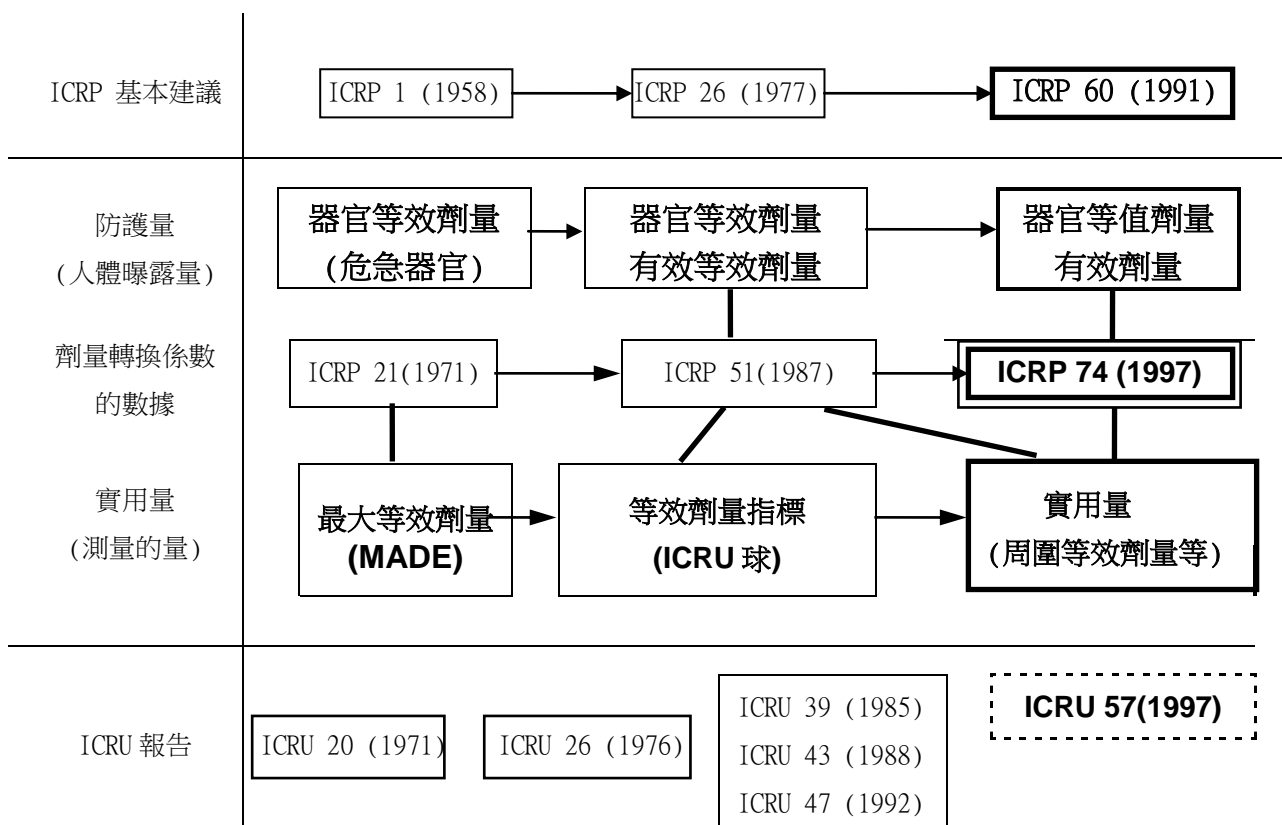 ICRP 基本建議
ICRP 1 (1958)
ICRP 26 (1977)
ICRP 60 (1991)
防護量
(人體曝露量)
器官等效劑量
(危急器官)
器官等效劑量
有效等效劑量
器官等值劑量
有效劑量
劑量轉換係數
的數據
ICRP 21(1971)
ICRP 51(1987)
ICRP 74 (1997)
實用量
(測量的量)
最大等效劑量
(MADE)
等效劑量指標
(ICRU 球)
實用量
(周圍等效劑量等)
ICRU 報告
ICRU 20 (1971)
ICRU 26 (1976)
ICRU 39 (1985)
ICRU 43 (1988)
ICRU 47 (1992)
ICRU 57(1997)